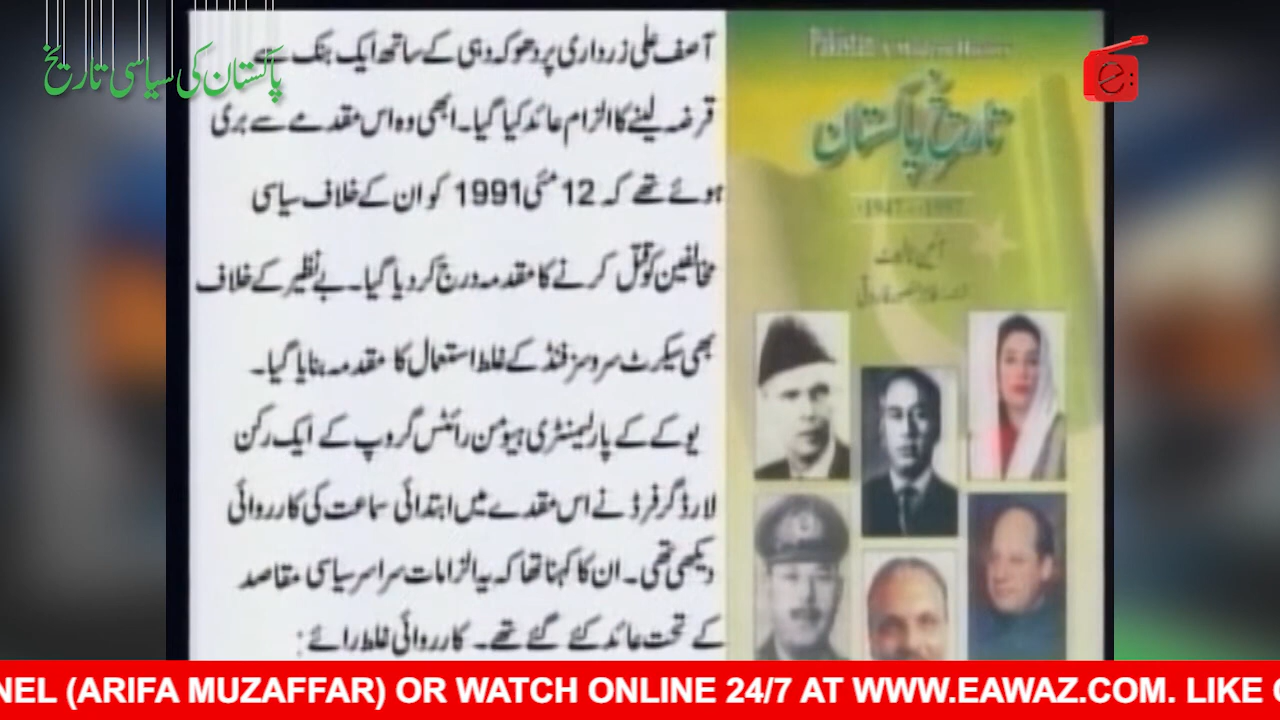 پاکستان کی سیاسی تاریخ
آصف علی زرداری پر دھوکہ دہی کے ساتھ ایک بنک سے
قرضہ لینے کا الزام عائد کیا گیا۔ ابھی وہ اس مقدمے سے بری
ہوئے تھے کہ 12 مئی 1991 کو ان کے خلاف سیاسی
مخالفین کو قتل کرنے کا مقدمہ درج کر دیا گیا۔ بے نظیر کے خلاف
بھی سیکرٹ سروسز فنڈ کے غلط استعمال کا مقدمہ بنایا گیا۔
یو کے کے پارلیمنٹری ہیومن رائٹس گروپ کے ایک رکن
لارڈ گرفرڈ نے اس مقدمے میں ابتدائی سماعت کی کارروائی
دیکھی تھی۔ ان کا کہنا تھا کہ یہ الزامات سراسر سیاسی مقاصد
کے تحت عائد کئے گئے تھے۔ کارروائی غلط رائے :
Pakistan A Modern History
تاریخ پاکستان
1947 - 1997
e
NEL (ARIFA MUZAFFAR) OR WATCH ONLINE 24/7 AT WWW.EAWAZ.COM. LIKE